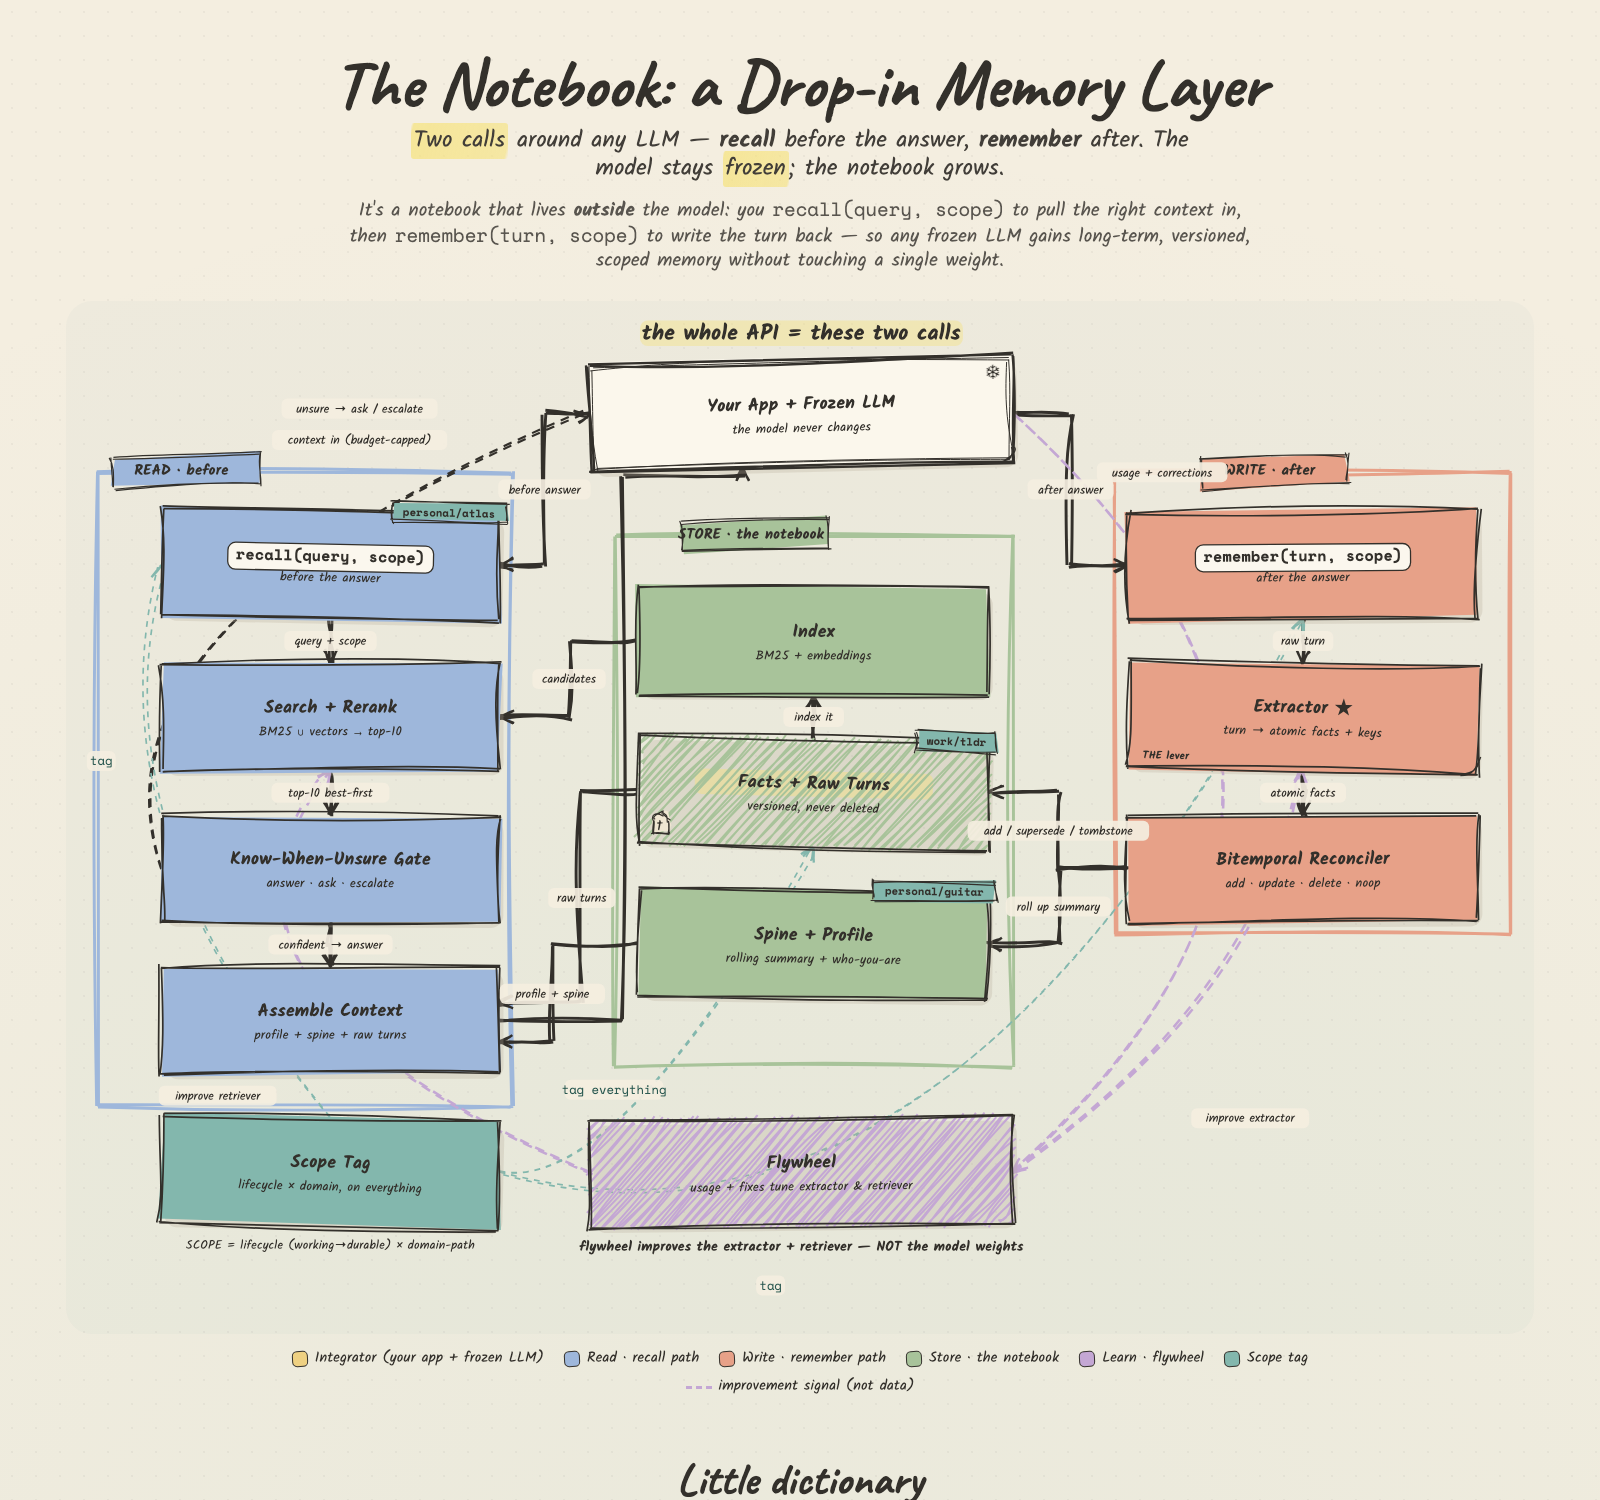 The Notebook: a Drop-in Memory Layer
Two calls around any LLM — recall before the answer, remember after. The
model stays frozen; the notebook grows.
It's a notebook that lives outside the model: you recall(query, scope) to pull the right context in,
then remember(turn, scope) to write the turn back — so any frozen LLM gains long-term, versioned,
scoped memory without touching a single weight.
the whole API = these two calls
Your App + Frozen LLM
the model never changes
unsure → ask / escalate
context in (budget-capped)
READ · before
before answer
personal/atlas
recall(query, scope)
before the answer
query + scope
Search + Rerank
BM25 ∪ vectors → top-10
tag
top-10 best-first
Know-When-Unsure Gate
answer · ask · escalate
confident → answer
Assemble Context
profile + spine + raw turns
improve retriever
Scope Tag
lifecycle × domain, on everything
SCOPE = lifecycle (working→durable) × domain-path
STORE · the notebook
Index
BM25 + embeddings
candidates
index it
work/tldr
Facts + Raw Turns
versioned, never deleted
raw turns
personal/guitar
Spine + Profile
rolling summary + who-you-are
profile + spine
tag everything
Flywheel
usage + fixes tune extractor & retriever
flywheel improves the extractor + retriever — NOT the model weights
tag
after answer
usage + corrections
WRITE · after
remember(turn, scope)
after the answer
raw turn
Extractor ★
turn → atomic facts + keys
THE lever
atomic facts
add / supersede / tombstone
Bitemporal Reconciler
add · update · delete · noop
roll up summary
improve extractor
Integrator (your app + frozen LLM)
Read · recall path
Write · remember path
Store · the notebook
Learn · flywheel
Scope tag
improvement signal (not data)
Little dictionary